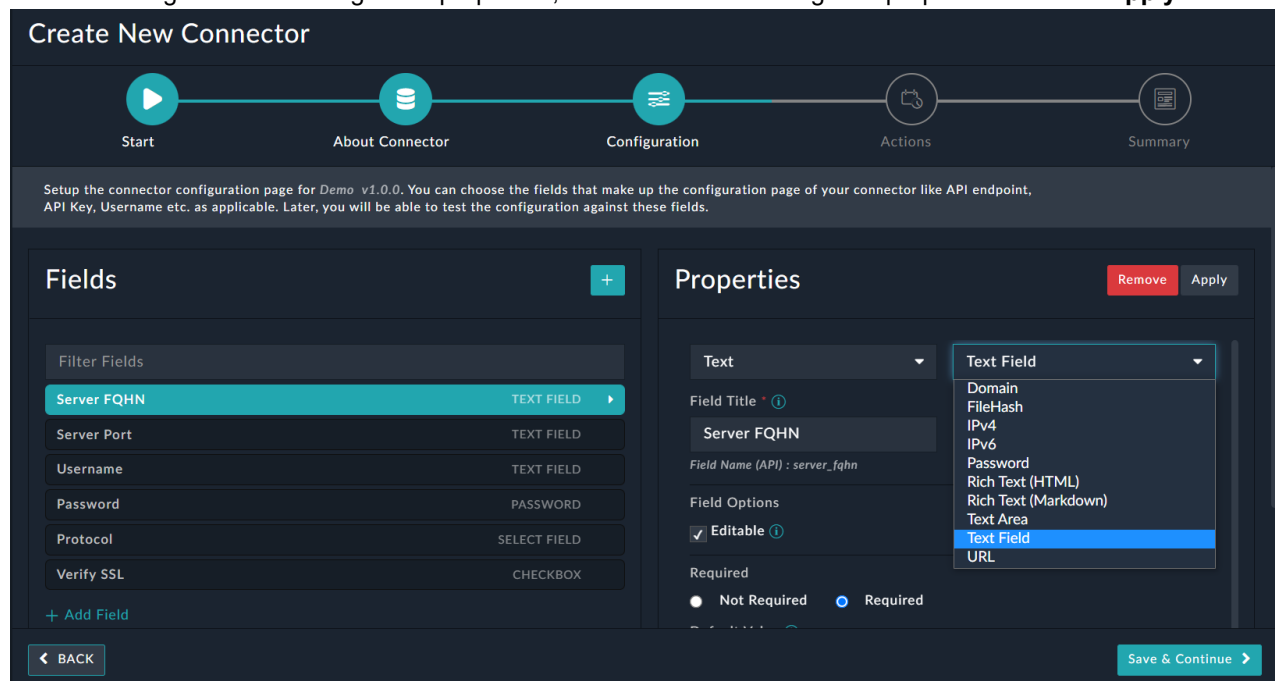 Create New Connector
Start
About Connector
Configuration
Actions
Summary
Setup the connector configuration page for Demo v1.0.0. You can choose the fields that make up the configuration page of your connector like API endpoint,
API Key, Username etc. as applicable. Later, you will be able to test the configuration against these fields.
Fields
+
Filter Fields
Server FQHN TEXT FIELD
Server Port TEXT FIELD
Username TEXT FIELD
Password PASSWORD
Protocol SELECT FIELD
Verify SSL CHECKBOX
+ Add Field
Properties
Remove Apply
Text
Text Field
Field Title *
Server FQHN
Field Name (API) : server_fqhn
Field Options
Editable
Required
Not Required
Required
Domain
FileHash
IPv4
IPv6
Password
Rich Text (HTML)
Rich Text (Markdown)
Text Area
Text Field
URL
BACK
Save & Continue